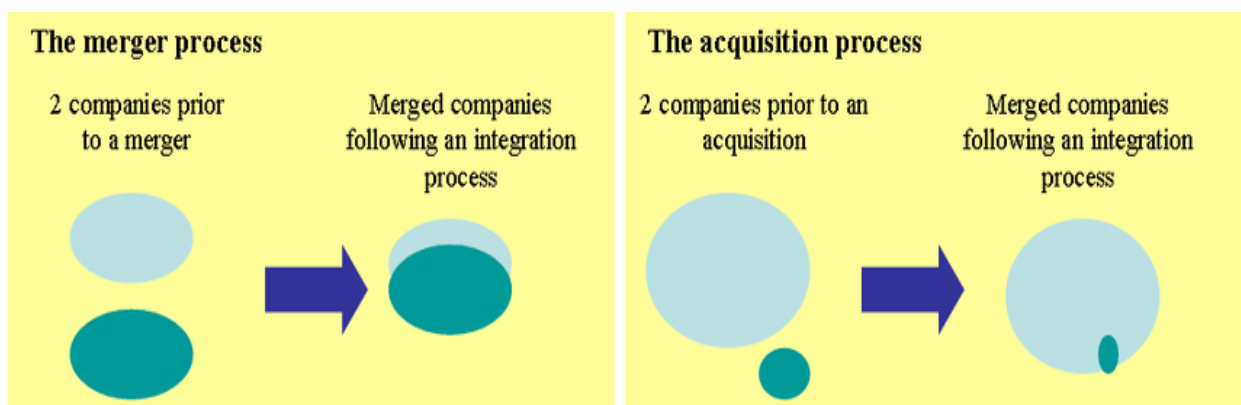 The merger process
2 companies prior
to a merger
Merged companies
following an integration
process
The acquisition process
2 companies prior to an
acquisition
Merged companies
following an integration
process